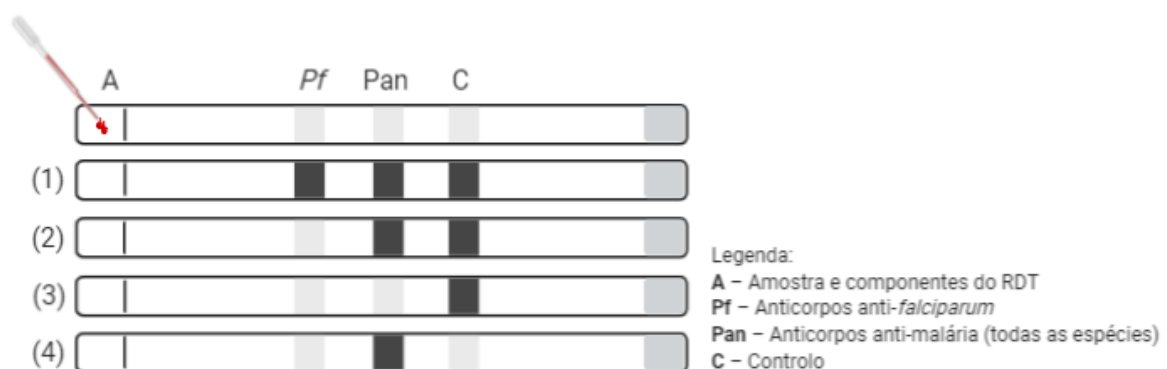 A Pf Pan C
(1)
(2)
(3)
(4)
Legenda:
A – Amostra e componentes do RDT
Pf – Anticorpos anti-falciparum
Pan – Anticorpos anti-malária (todas as espécies)
C – Controlo